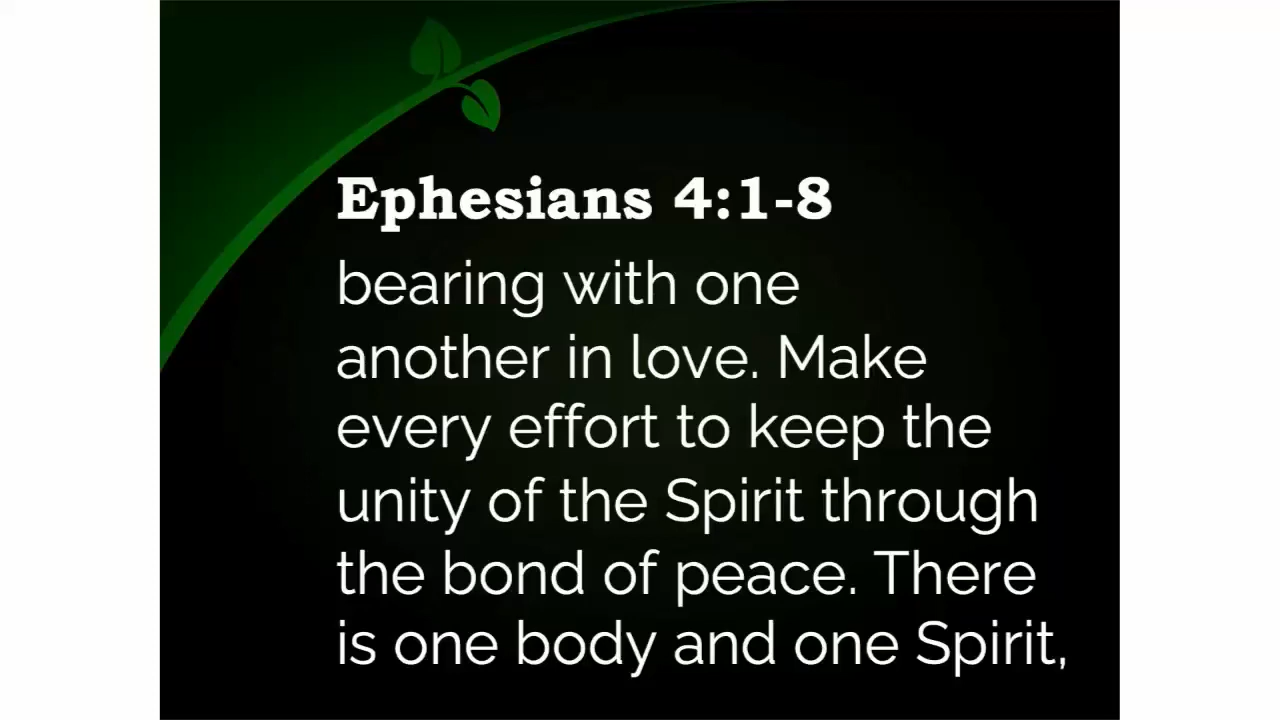 Ephesians 4:1-8
bearing with one
another in love. Make
every effort to keep the
unity of the Spirit through
the bond of peace. There
is one body and one Spirit,